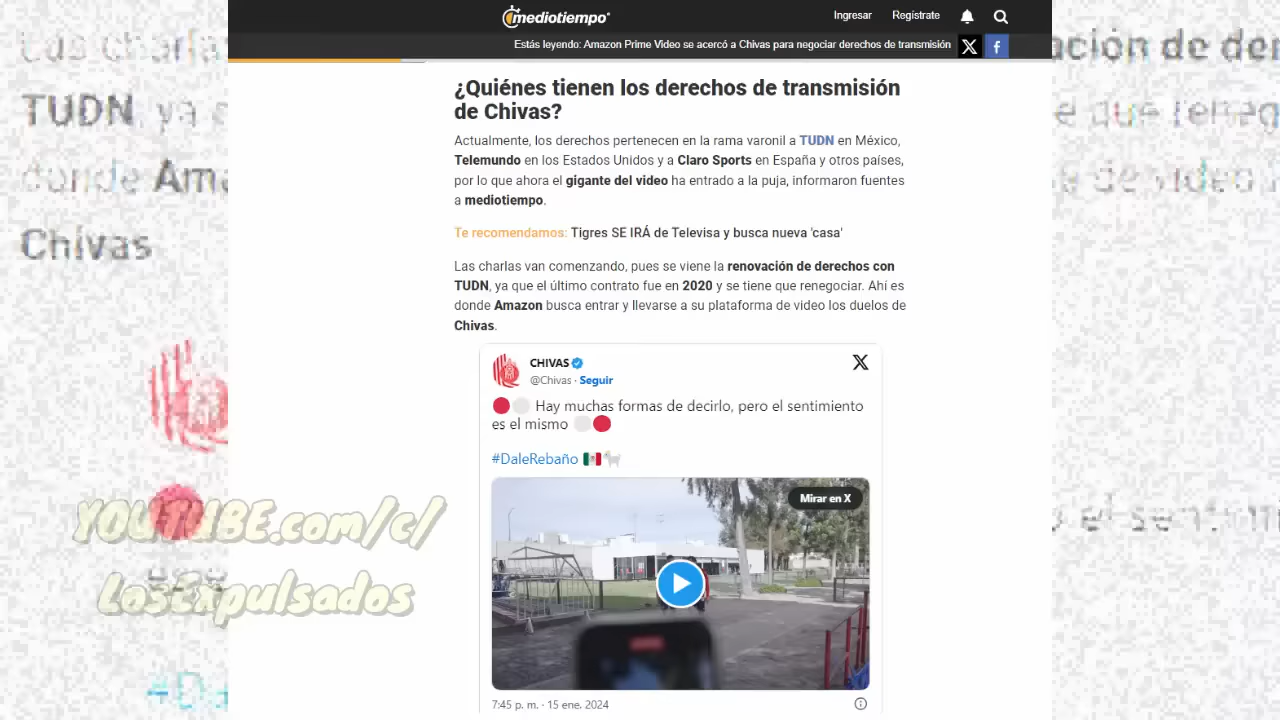 mediotiempo
Ingresar
Regístrate
Estás leyendo: Amazon Prime Video se acercó a Chivas para negociar derechos de transmisión
¿Quiénes tienen los derechos de transmisión
de Chivas?
Actualmente, los derechos pertenecen en la rama varonil a TUDN en México,
Telemundo en los Estados Unidos y a Claro Sports en España y otros países,
por lo que ahora el gigante del video ha entrado a la puja, informaron fuentes
a mediotiempo.
Te recomendamos: Tigres SE IRÁ de Televisa y busca nueva 'casa'
Las charlas van comenzando, pues se viene la renovación de derechos con
TUDN, ya que el último contrato fue en 2020 y se tiene que renegociar. Ahí es
donde Amazon busca entrar y llevarse a su plataforma de video los duelos de
Chivas.
CHIVAS
@Chivas · Seguir
Hay muchas formas de decirlo, pero el sentimiento
es el mismo
#DaleRebaño
Mirar en X
7:45 p. m. · 15 ene. 2024
YOUTUBE.com/c/
LosExpulsados